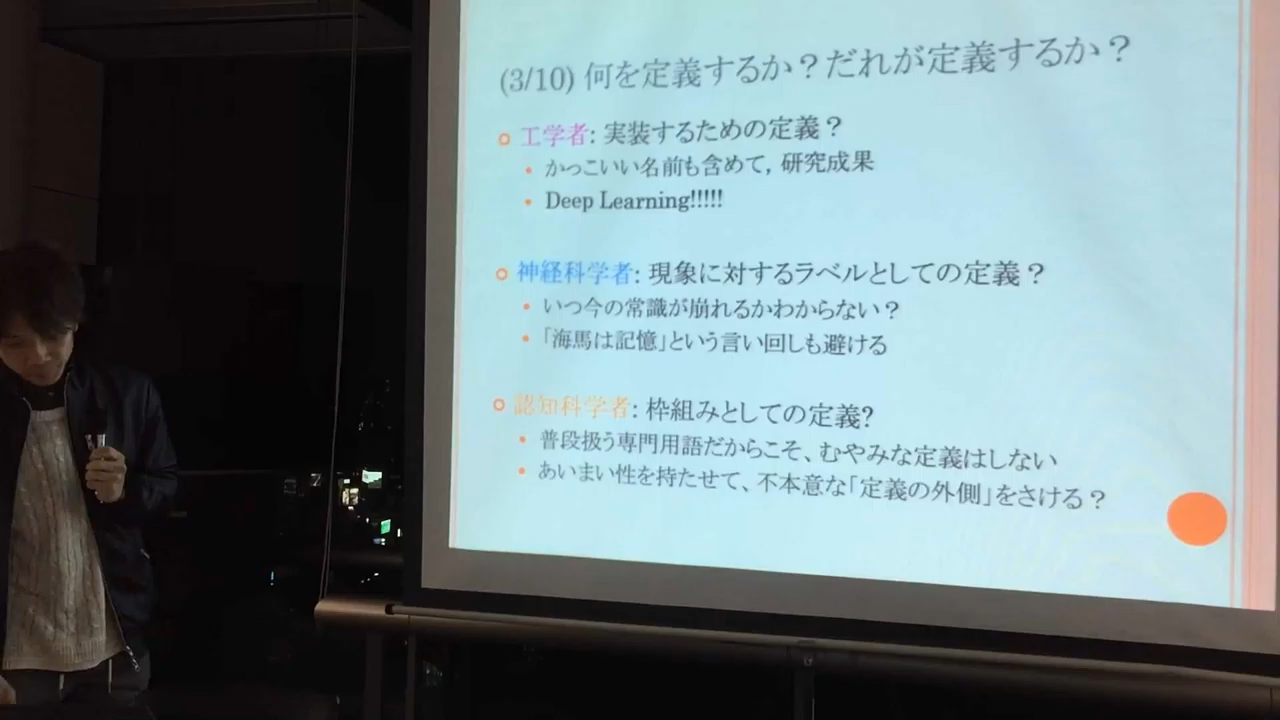 (3/10) 何を定義するか？だれが定義するか？
工学者: 実装するための定義？
かっこいい名前も含めて, 研究成果
Deep Learning!!!!!
神経科学者: 現象に対するラベルとしての定義？
いつ今の常識が崩れるかわからない？
「海馬は記憶」という言い回しも避ける
認知科学者: 枠組みとしての定義?
普段扱う専門用語だからこそ、むやみな定義はしない
あいまい性を持たせて、不本意な「定義の外側」をさける？